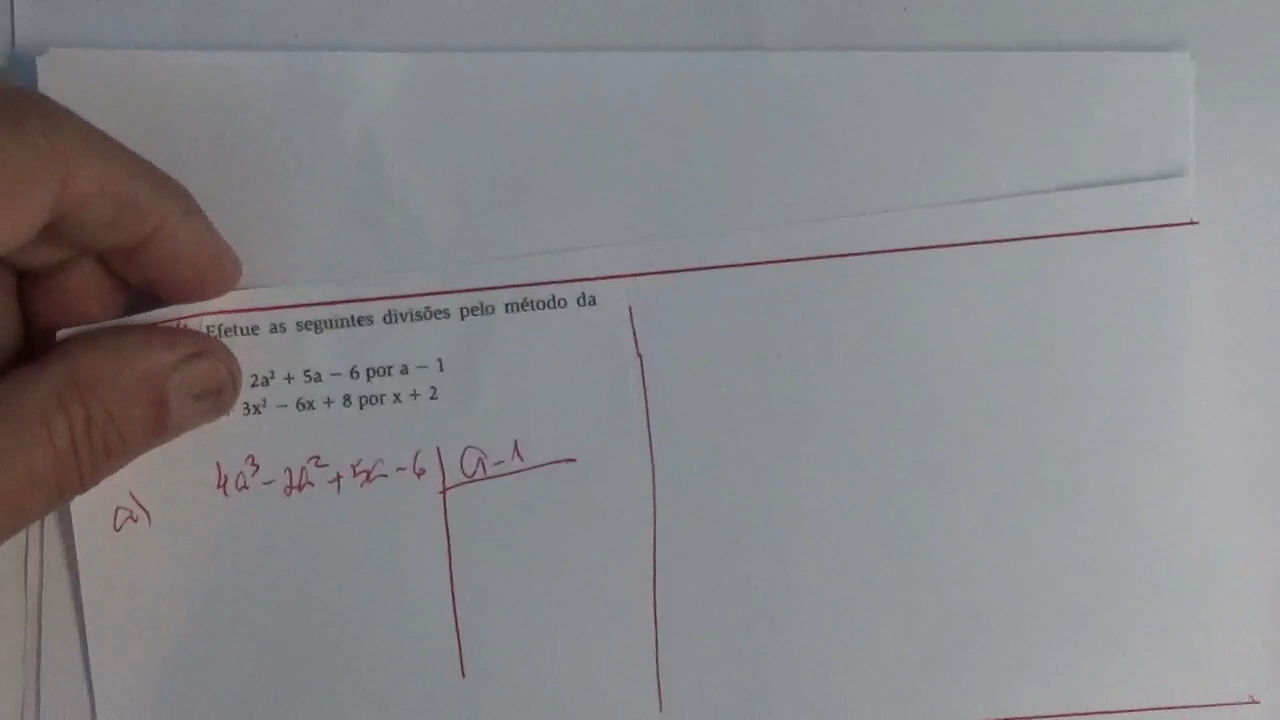 Efetue as seguintes divisões pelo método da
2a² + 5a − 6 por a − 1
3x² − 6x + 8 por x + 2
a) 4a³ - 2a² + 5a - 6 | a - 1